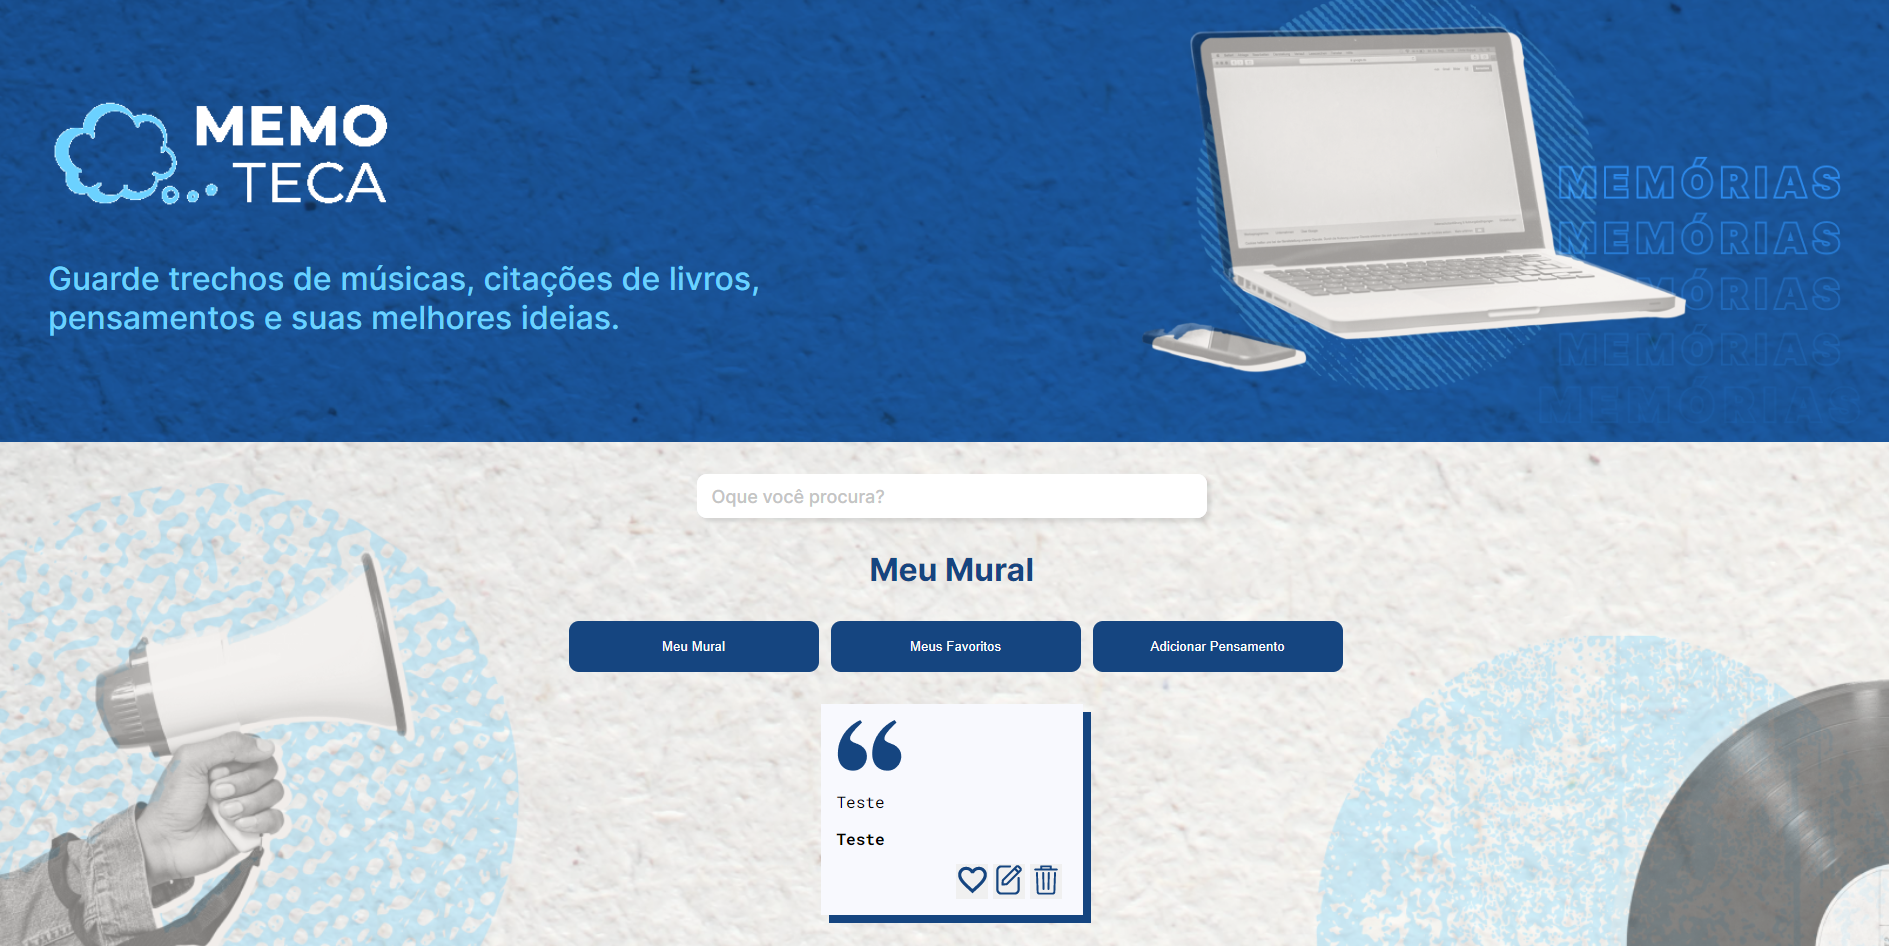 MEMO
TECA
Guarde trechos de músicas, citações de livros,
pensamentos e suas melhores ideias.
MEMÓRIAS
MEMÓRIAS
MEMÓRIAS
MEMÓRIAS
MEMÓRIAS
Oque você procura?
Meu Mural
Meu Mural
Meus Favoritos
Adicionar Pensamento
Teste
Teste